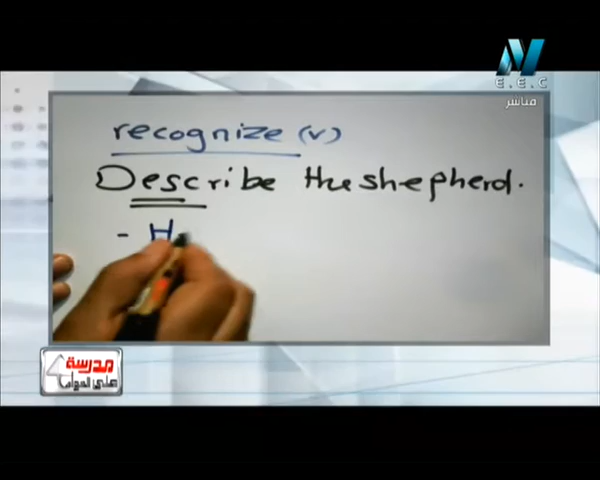 E.E.C
مباشر
recognize (v)
Describe the shepherd.
- H
مدرسة
على الهواء